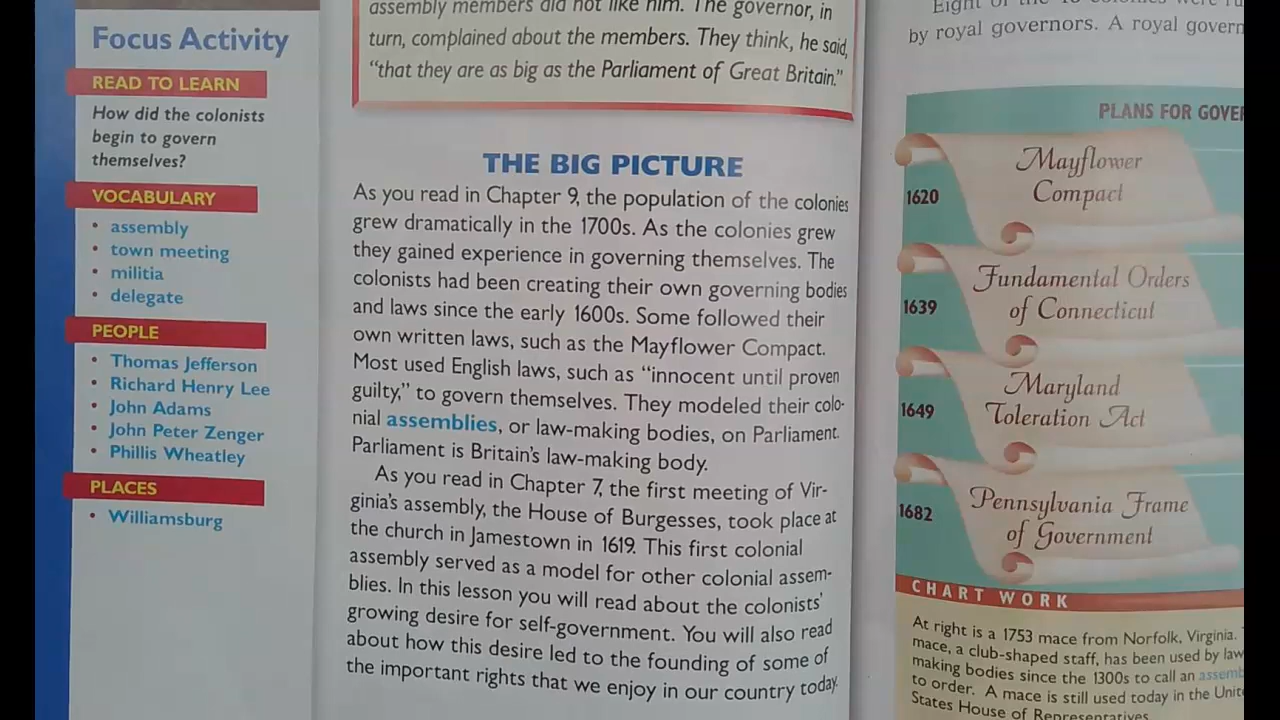 Focus Activity
READ TO LEARN
How did the colonists
begin to govern
themselves?
VOCABULARY
• assembly
• town meeting
• militia
• delegate
PEOPLE
• Thomas Jefferson
• Richard Henry Lee
• John Adams
• John Peter Zenger
• Phillis Wheatley
PLACES
• Williamsburg
assembly members did not like him. The governor, in
turn, complained about the members. They think, he said,
“that they are as big as the Parliament of Great Britain.”
THE BIG PICTURE
As you read in Chapter 9, the population of the colonies
grew dramatically in the 1700s. As the colonies grew
they gained experience in governing themselves. The
colonists had been creating their own governing bodies
and laws since the early 1600s. Some followed their
own written laws, such as the Mayflower Compact.
Most used English laws, such as “innocent until proven
guilty,” to govern themselves. They modeled their colo-
nial assemblies, or law-making bodies, on Parliament.
Parliament is Britain's law-making body.
As you read in Chapter 7, the first meeting of Vir-
ginia's assembly, the House of Burgesses, took place at
the church in Jamestown in 1619. This first colonial
assembly served as a model for other colonial assem-
blies. In this lesson you will read about the colonists'
growing desire for self-government. You will also read
about how this desire led to the founding of some of
the important rights that we enjoy in our country today.
Eight of the
by royal governors. A royal govern
PLANS FOR GOVER
1620
Mayflower
Compact
1639
Fundamental Orders
of Connecticut
1649
Maryland
Toleration Act
1682
Pennsylvania Frame
of Government
CHART WORK
At right is a 1753 mace from Norfolk, Virginia.
mace, a club-shaped staff, has been used by law
making bodies since the 1300s to call an assemb
to order. A mace is still used today in the Unit
States House of Representatives